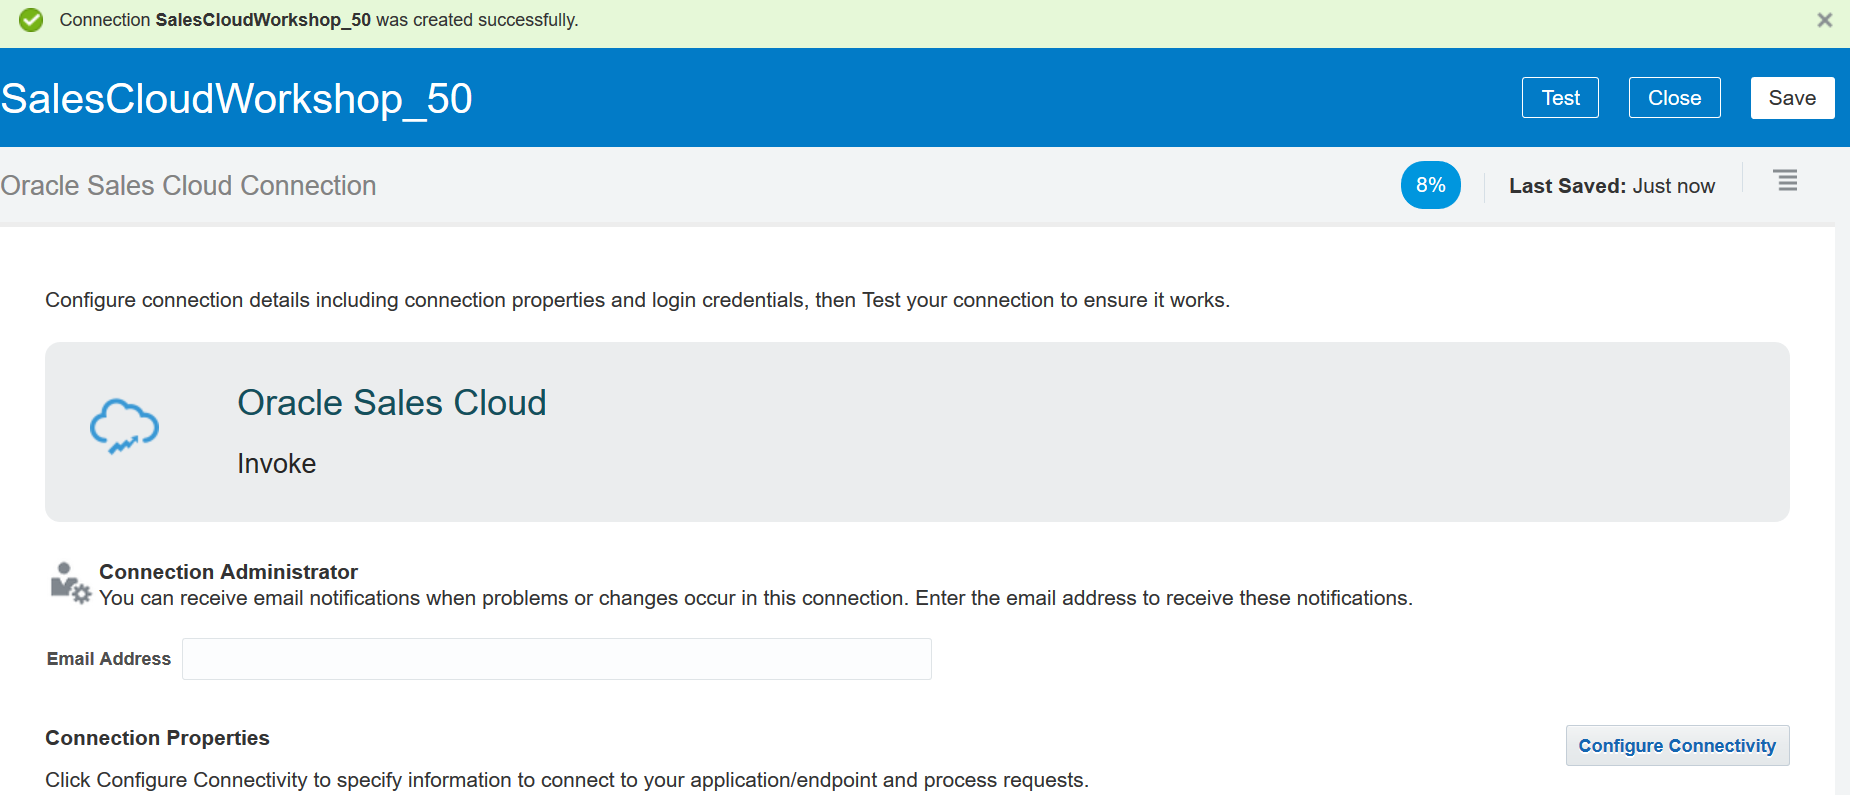 Connection SalesCloudWorkshop_50 was created successfully.
SalesCloudWorkshop_50
Test
Close
Save
Oracle Sales Cloud Connection
8%
Last Saved: Just now
Configure connection details including connection properties and login credentials, then Test your connection to ensure it works.
Oracle Sales Cloud
Invoke
Connection Administrator
You can receive email notifications when problems or changes occur in this connection. Enter the email address to receive these notifications.
Email Address
Connection Properties
Configure Connectivity
Click Configure Connectivity to specify information to connect to your application/endpoint and process requests.